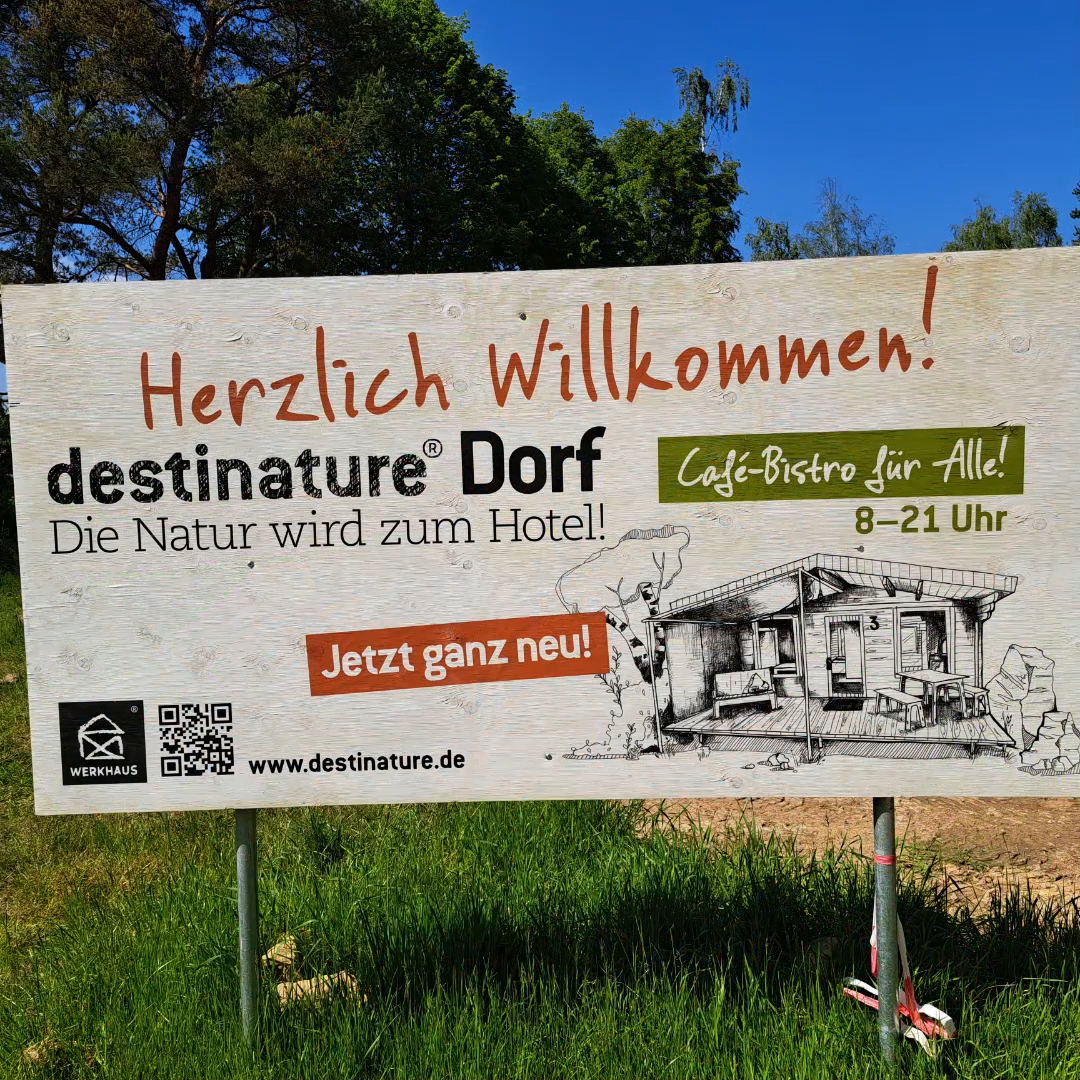 Herzlich Willkommen!
destinature® Dorf
Die Natur wird zum Hotel!
Café-Bistro für Alle!
8–21 Uhr
Jetzt ganz neu!
3
WERKHAUS ®
www.destinature.de